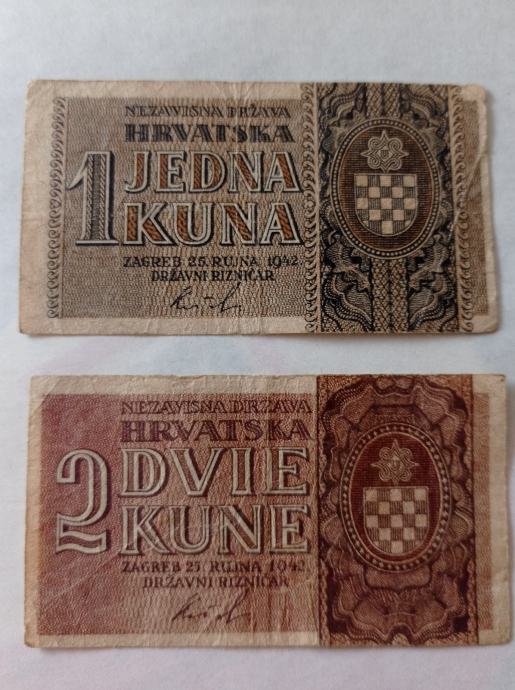 NEZAVISNA DRŽAVA
HRVATSKA
1 JEDNA
KUNA
ZAGREB 25. RUJNA 1942.
DRŽAVNI RIZNIČAR
NEZAVISNA DRŽAVA
HRVATSKA
2 DVIE
KUNE
ZAGREB 25. RUJNA 1942.
DRŽAVNI RIZNIČAR